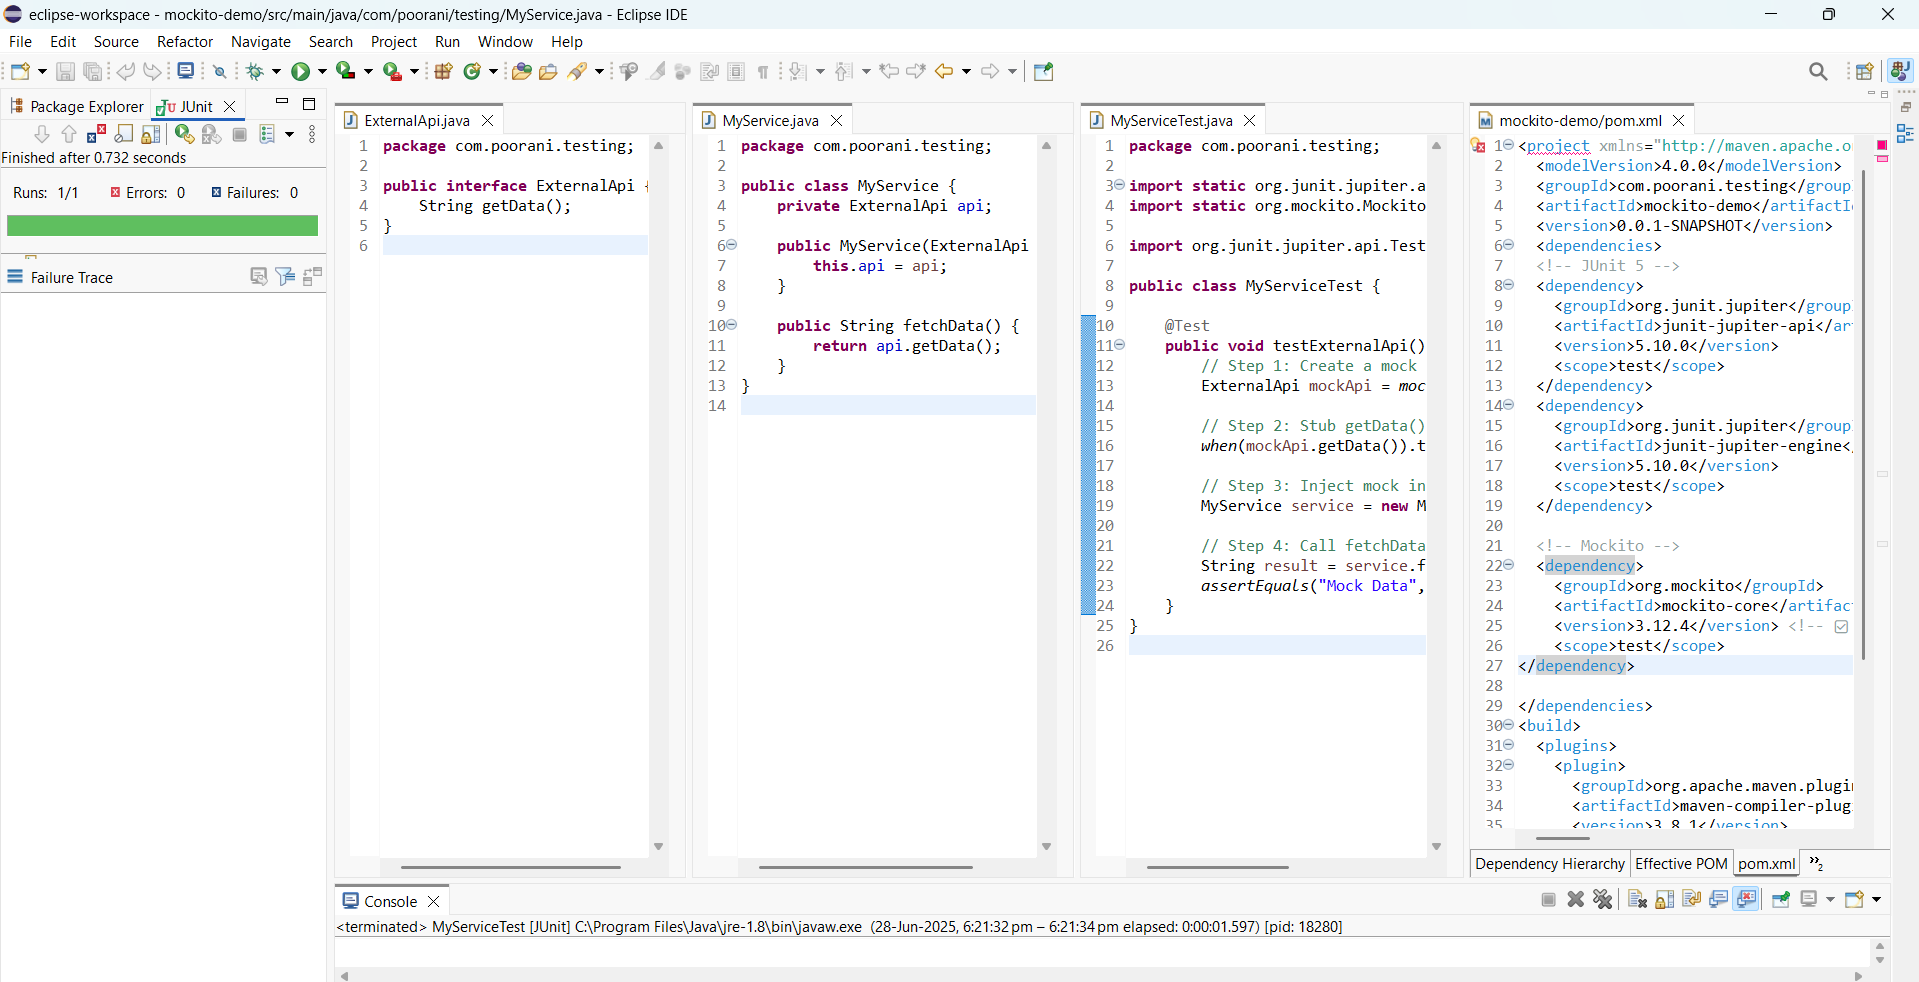 eclipse-workspace - mockito-demo/src/main/java/com/poorani/testing/MyService.java - Eclipse IDE
File Edit Source Refactor Navigate Search Project Run Window Help
Package Explorer
JUnit
Finished after 0.732 seconds
Runs: 1/1 Errors: 0 Failures: 0
Failure Trace
ExternalApi.java
1 package com.poorani.testing;
2
3 public interface ExternalApi {
4 String getData();
5 }
6
MyService.java
1 package com.poorani.testing;
2
3 public class MyService {
4 private ExternalApi api;
5
6 public MyService(ExternalApi
7 this.api = api;
8 }
9
10 public String fetchData() {
11 return api.getData();
12 }
13 }
14
MyServiceTest.java
1 package com.poorani.testing;
2
3 import static org.junit.jupiter.a
4 import static org.mockito.Mockito
5
6 import org.junit.jupiter.api.Test
7
8 public class MyServiceTest {
9
10 @Test
11 public void testExternalApi()
12 // Step 1: Create a mock
13 ExternalApi mockApi = moc
14
15 // Step 2: Stub getData()
16 when(mockApi.getData()).t
17
18 // Step 3: Inject mock in
19 MyService service = new M
20
21 // Step 4: Call fetchData
22 String result = service.f
23 assertEquals("Mock Data",
24 }
25 }
26
mockito-demo/pom.xml
1 <project xmlns="http://maven.apache.o
2 <modelVersion>4.0.0</modelVersion>
3 <groupId>com.poorani.testing</group
4 <artifactId>mockito-demo</artifactI
5 <version>0.0.1-SNAPSHOT</version>
6 <dependencies>
7 <!-- JUnit 5 -->
8 <dependency>
9 <groupId>org.junit.jupiter</group
10 <artifactId>junit-jupiter-api</ar
11 <version>5.10.0</version>
12 <scope>test</scope>
13 </dependency>
14 <dependency>
15 <groupId>org.junit.jupiter</group
16 <artifactId>junit-jupiter-engine<
17 <version>5.10.0</version>
18 <scope>test</scope>
19 </dependency>
20
21 <!-- Mockito -->
22 <dependency>
23 <groupId>org.mockito</groupId>
24 <artifactId>mockito-core</artifac
25 <version>3.12.4</version> <!-- ☑
26 <scope>test</scope>
27 </dependency>
28
29 </dependencies>
30 <build>
31 <plugins>
32 <plugin>
33 <groupId>org.apache.maven.plugi
34 <artifactId>maven-compiler-plug
35 <version>3.8.1</version>
Dependency Hierarchy Effective POM pom.xml »2
Console
<terminated> MyServiceTest [JUnit] C:\Program Files\Java\jre-1.8\bin\javaw.exe (28-Jun-2025, 6:21:32 pm – 6:21:34 pm elapsed: 0:00:01.597) [pid: 18280]